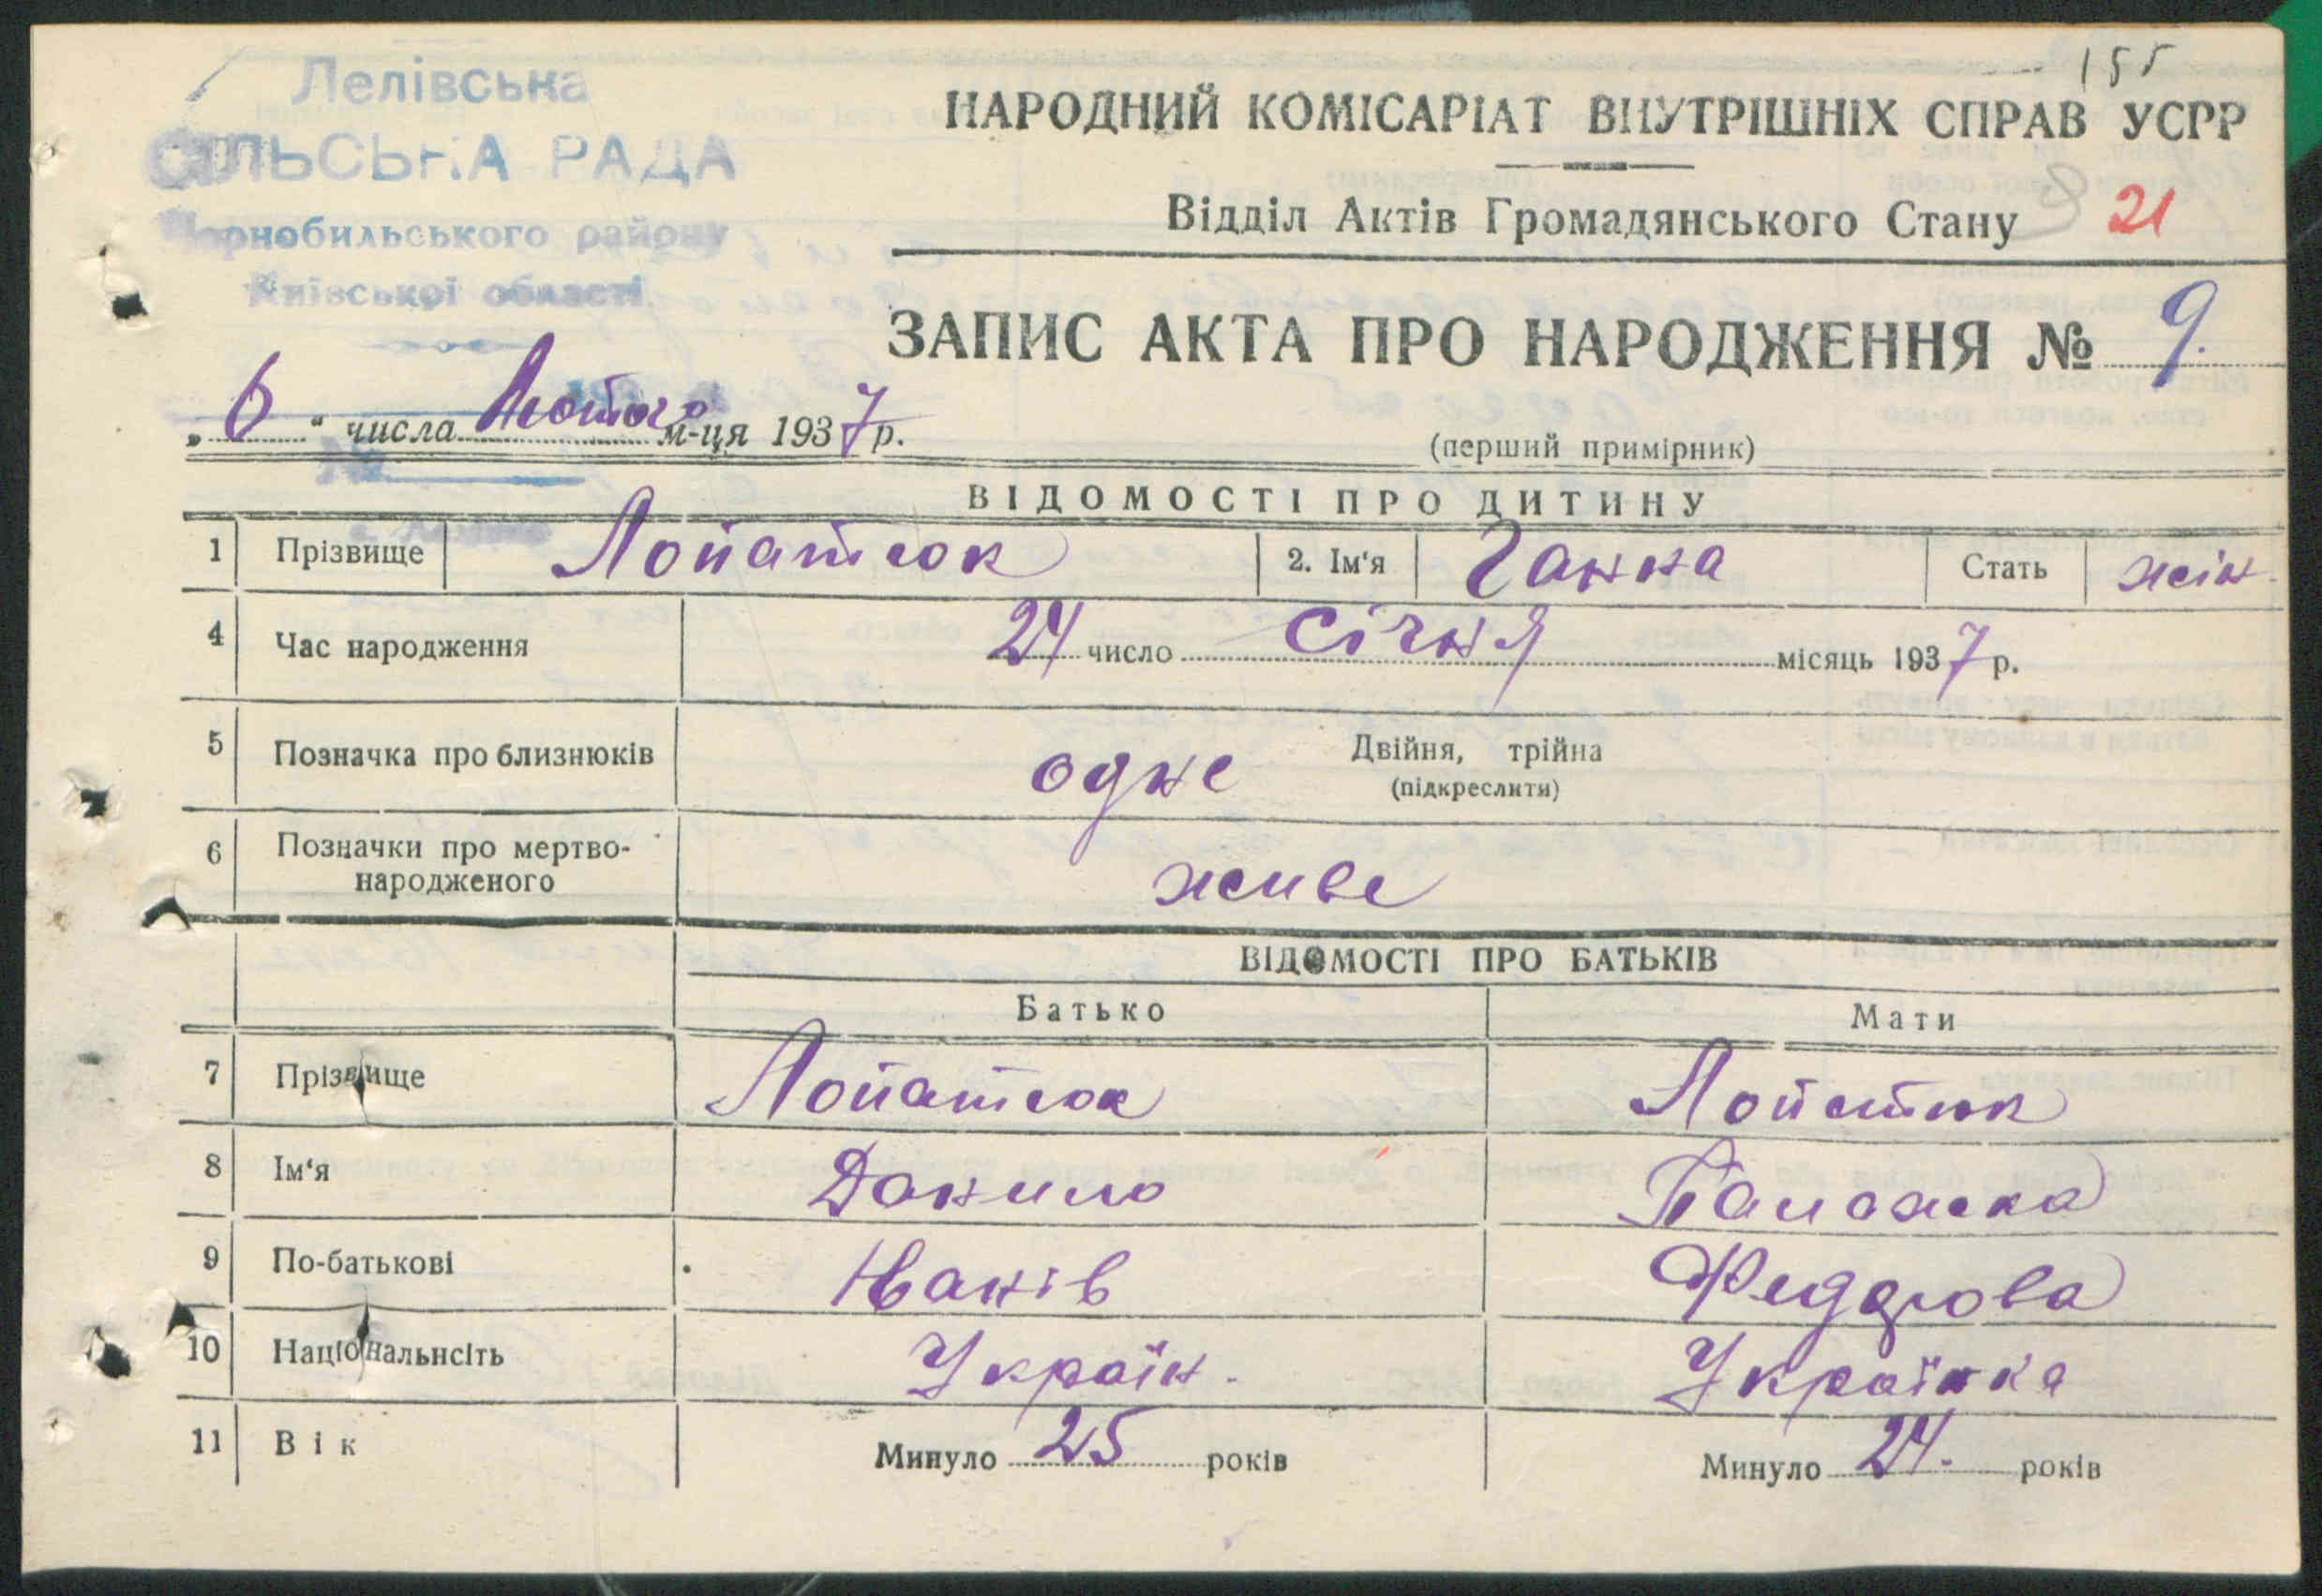 155
Лелівська
СІЛЬСЬКА РАДА
Чорнобильського району
Київської області
НАРОДНИЙ КОМІСАРІАТ ВНУТРІШНІХ СПРАВ УСРР
Відділ Актів Громадянського Стану
21
ЗАПИС АКТА ПРО НАРОДЖЕННЯ № 9.
„ 6 “ числа Лютого м-ця 1937 р.
№
(перший примірник)
ВІДОМОСТІ ПРО ДИТИНУ
1 Прізвище Лопатюк 2. Ім‘я Ганна Стать жін.
4 Час народження 24 число Січня місяць 1937 р.
5 Позначка про близнюків одне Двійня, трійна
(підкреслити)
6 Позначки про мертво-
народженого живе
ВІДОМОСТІ ПРО БАТЬКІВ
Батько Мати
7 Прізвище Лопатюк Лопатюк
8 Ім‘я Данило Палажка
9 По-батькові Іванів Федорова
10 Національнсіть Україн. Українка
11 Вік Минуло 25 років Минуло 24. років